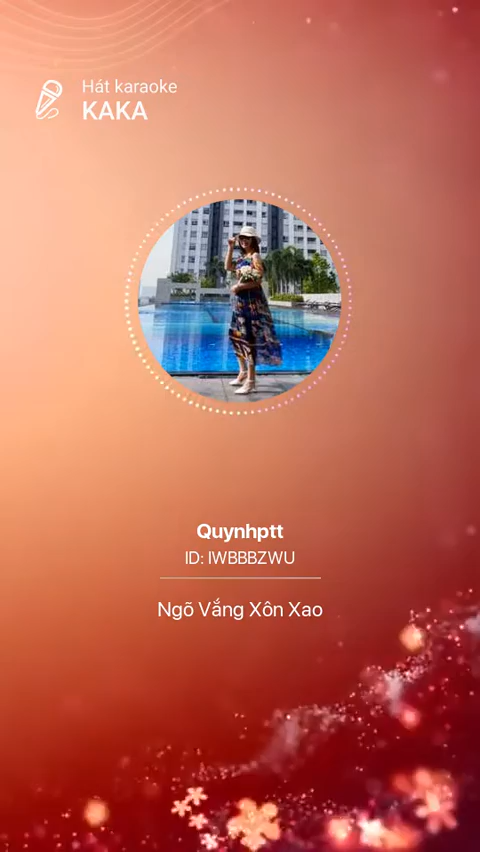 Hát karaoke
KAKA
Quynhptt
ID: IWBBBZWU
Ngõ Vắng Xôn Xao